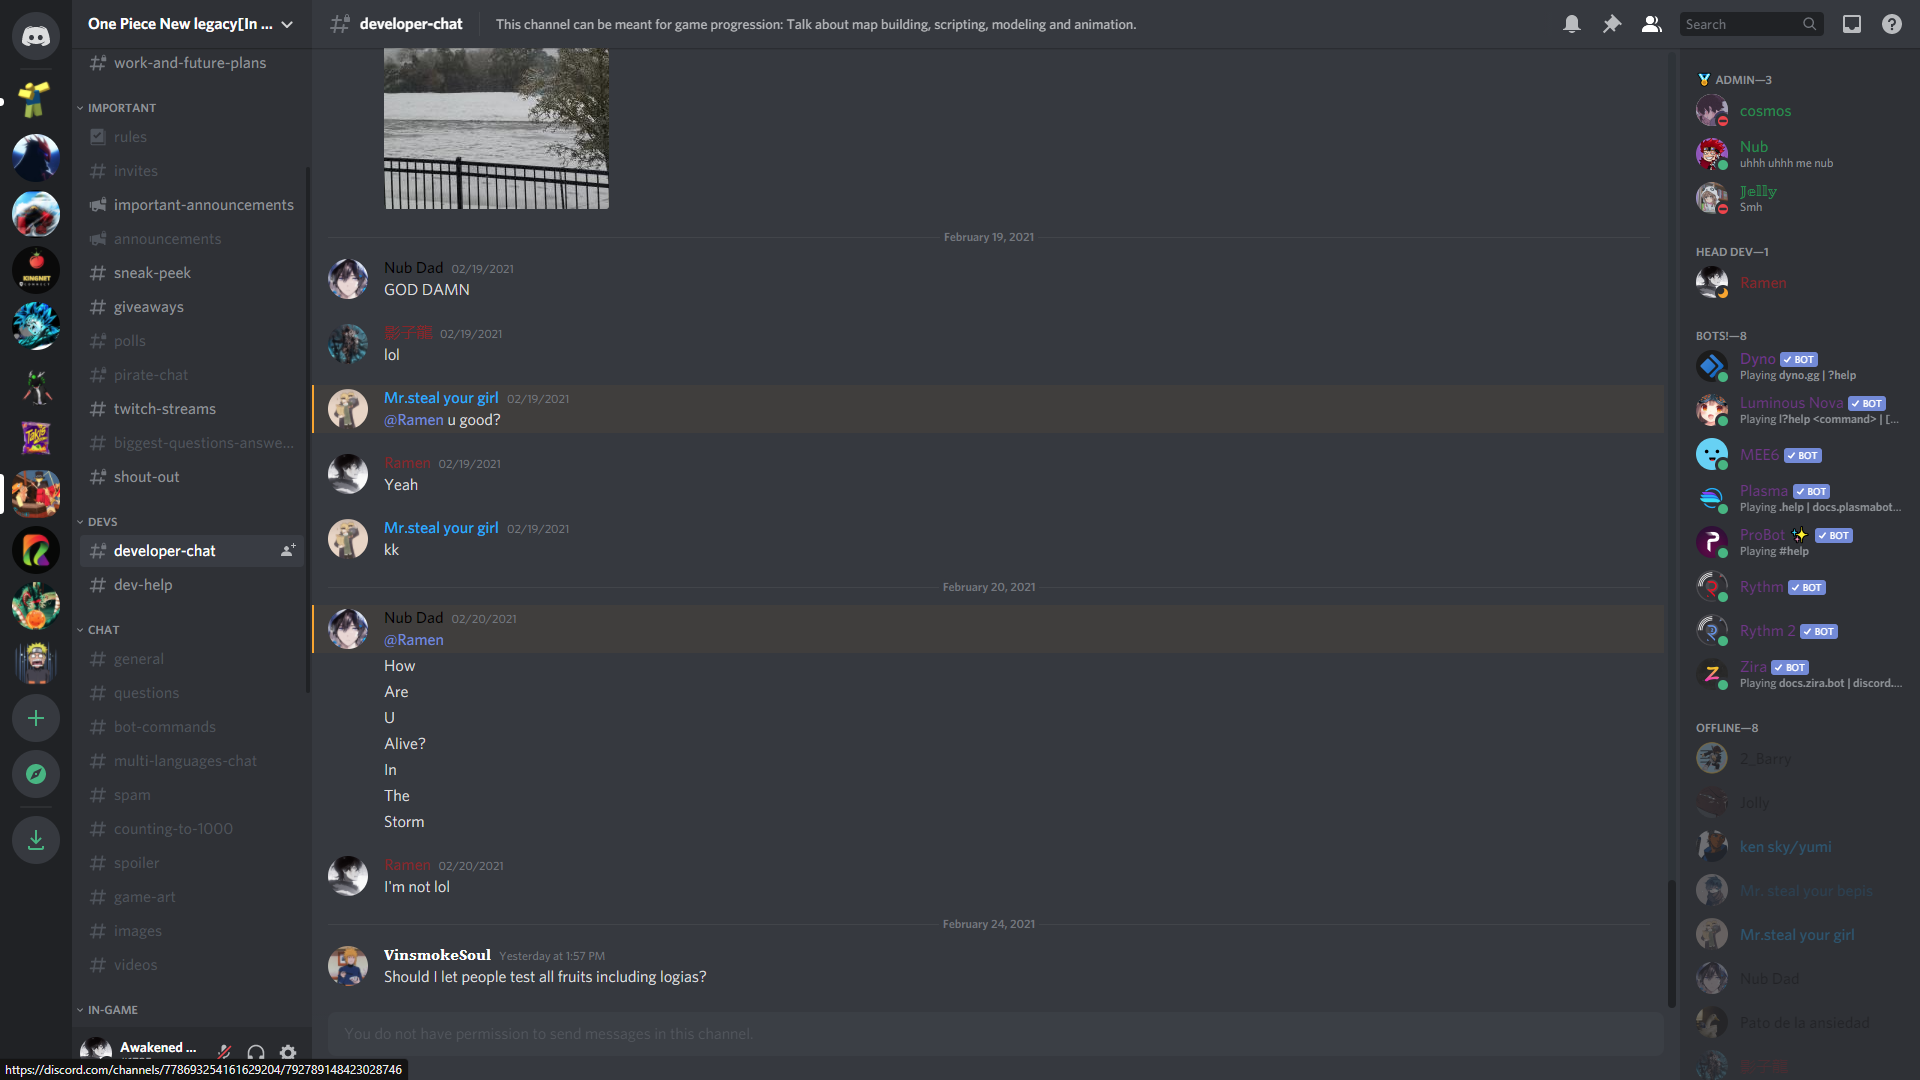 One Piece New legacy[In ...
work-and-future-plans
IMPORTANT
rules
invites
important-announcements
announcements
sneak-peek
giveaways
polls
pirate-chat
twitch-streams
biggest-questions-answe...
shout-out
DEVS
developer-chat
dev-help
CHAT
general
questions
bot-commands
multi-languages-chat
spam
counting-to-1000
spoiler
game-art
images
videos
IN-GAME
Awakened ...
https://discord.com/channels/778693254161629204/792789148423028746
developer-chat
This channel can be meant for game progression: Talk about map building, scripting, modeling and animation.
Search
February 19, 2021
Nub Dad 02/19/2021
GOD DAMN
影子龍 02/19/2021
lol
Mr.steal your girl 02/19/2021
@Ramen u good?
Ramen 02/19/2021
Yeah
Mr.steal your girl 02/19/2021
kk
February 20, 2021
Nub Dad 02/20/2021
@Ramen
How
Are
U
Alive?
In
The
Storm
Ramen 02/20/2021
I'm not lol
February 24, 2021
VinsmokeSoul Yesterday at 1:57 PM
Should I let people test all fruits including logias?
You do not have permission to send messages in this channel.
ADMIN—3
cosmos
Nub
uhhh uhhh me nub
𝕁𝕖𝕝𝕝𝕪
Smh
HEAD DEV—1
Ramen
BOTS!—8
Dyno ✓ BOT
Playing dyno.gg | ?help
Luminous Nova ✓ BOT
Playing l?help <command> | [...
MEE6 ✓ BOT
Plasma ✓ BOT
Playing .help | docs.plasmabot...
ProBot ✨ ✓ BOT
Playing #help
Rythm ✓ BOT
Rythm 2 ✓ BOT
Zira ✓ BOT
Playing docs.zira.bot | discord....
OFFLINE—8
2_Barry
Jolly
ken sky/yumi
Mr. steal your bepis
Mr.steal your girl
Nub Dad
Pato de la ansiedad
影子龍